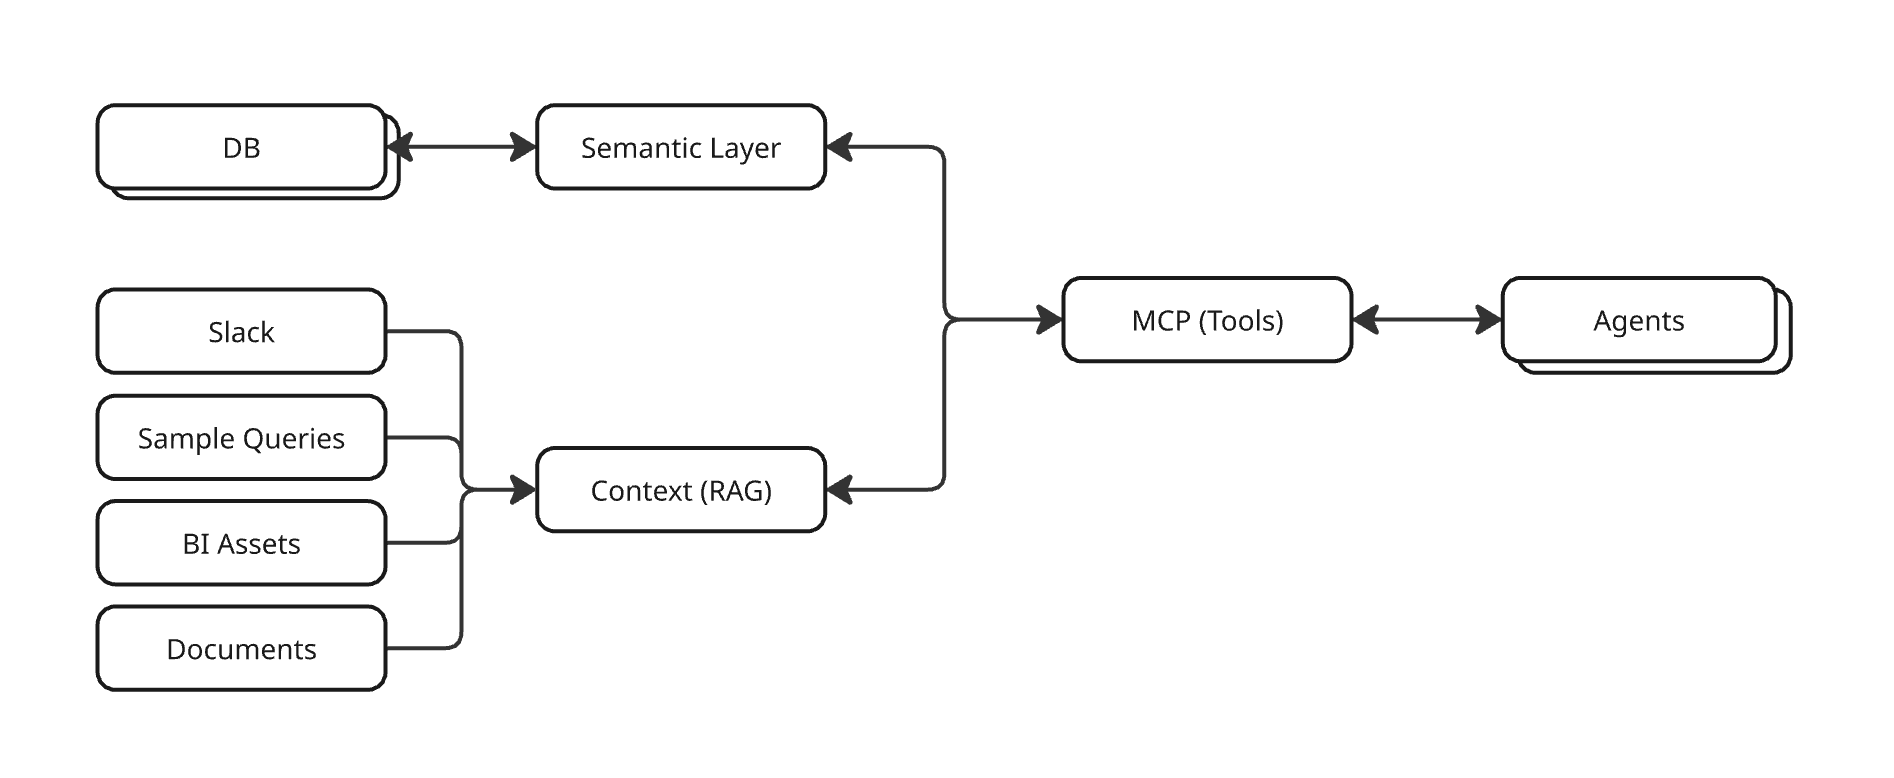 DB
Semantic Layer
Slack
Sample Queries
BI Assets
Documents
Context (RAG)
MCP (Tools)
Agents